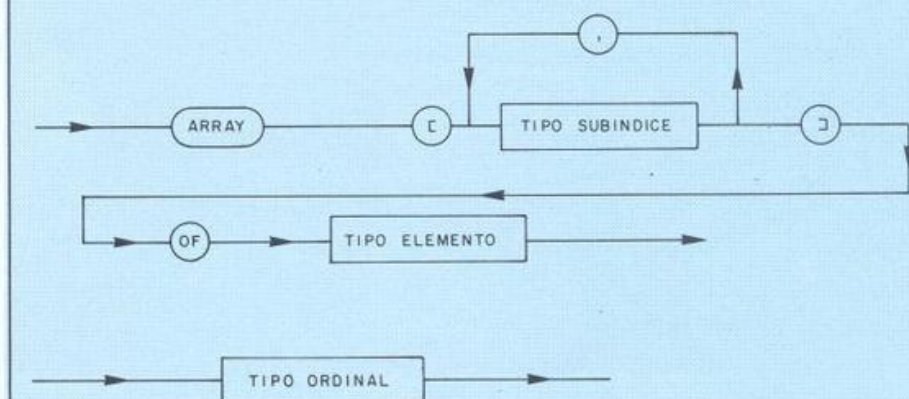 ,
ARRAY [ TIPO SUBINDICE ]
OF TIPO ELEMENTO
TIPO ORDINAL